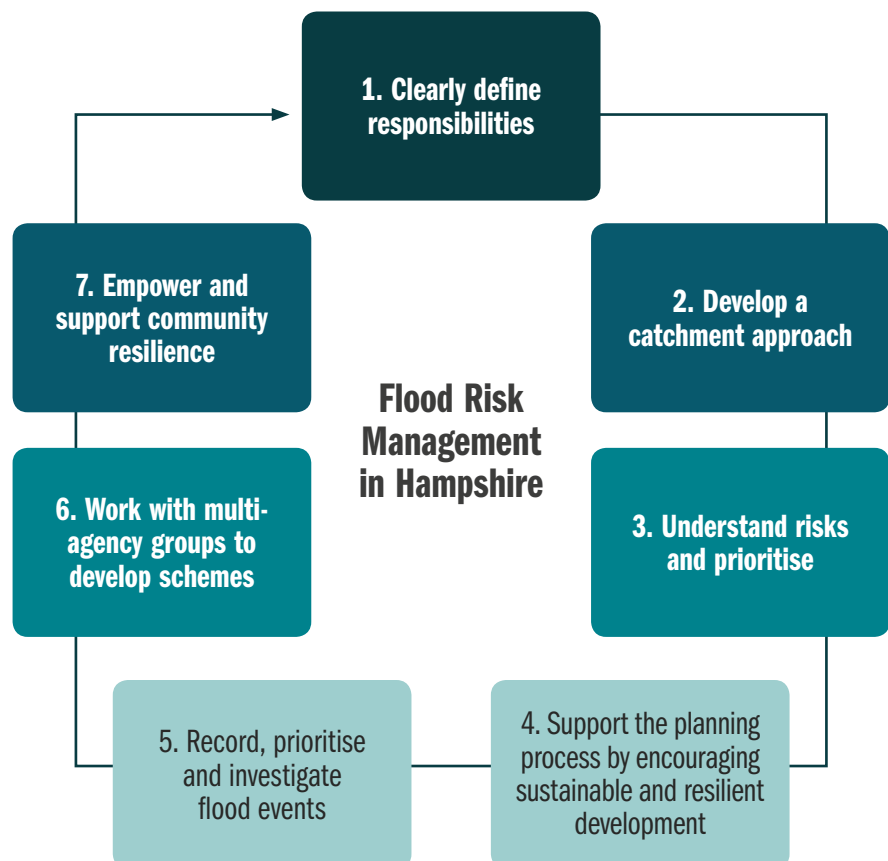 1. Clearly define
responsibilities
2. Develop a
catchment approach
3. Understand risks
and prioritise
4. Support the planning
process by encouraging
sustainable and resilient
development
5. Record, prioritise
and investigate
flood events
6. Work with multi-
agency groups to
develop schemes
7. Empower and
support community
resilience
Flood Risk
Management
in Hampshire